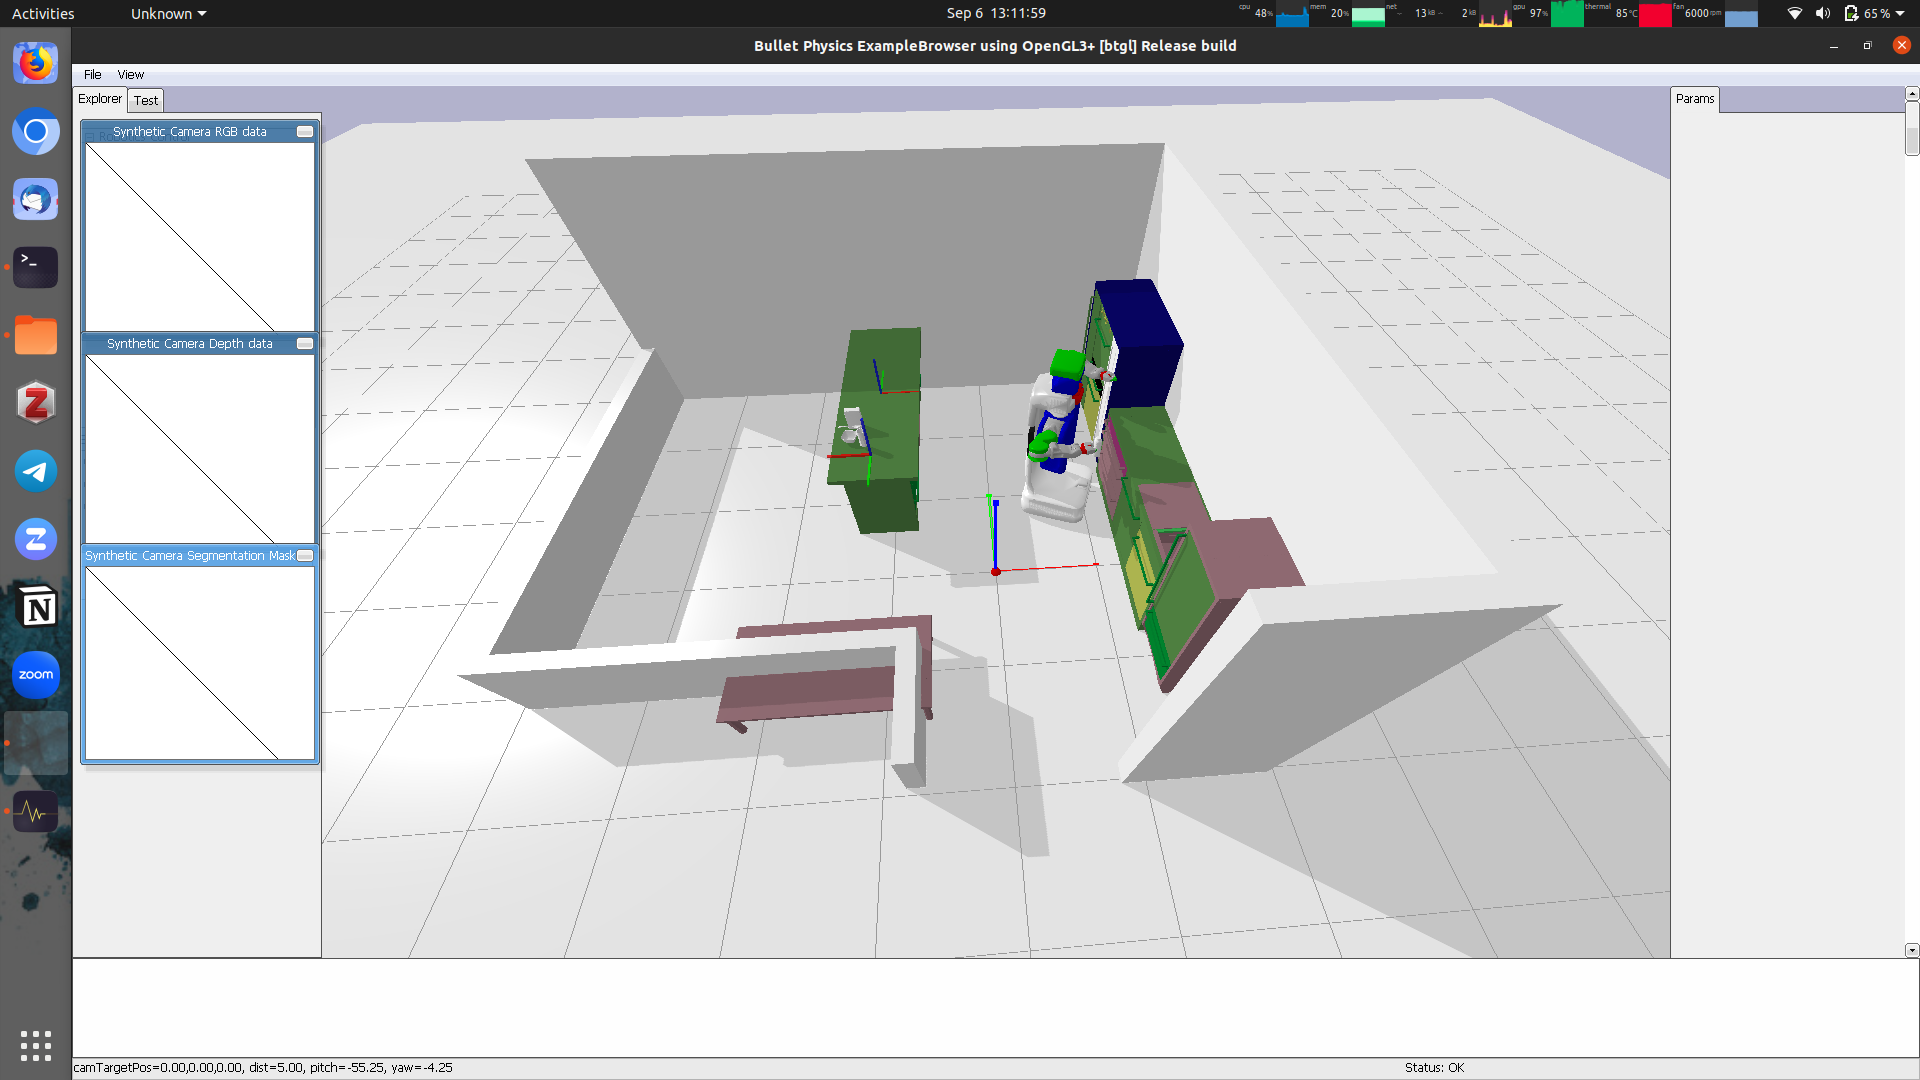 Activities
Unknown
Sep 6 13:11:59
cpu 48%
mem 20%
net 13 kB 2 kB
gpu 97%
thermal 85°C
fan 6000 rpm
65 %
Bullet Physics ExampleBrowser using OpenGL3+ [btgl] Release build
File View
Explorer Test
Params
Synthetic Camera RGB data
Synthetic Camera Depth data
Synthetic Camera Segmentation Mask
zoom
camTargetPos=0.00,0.00,0.00, dist=5.00, pitch=-55.25, yaw=-4.25
Status: OK